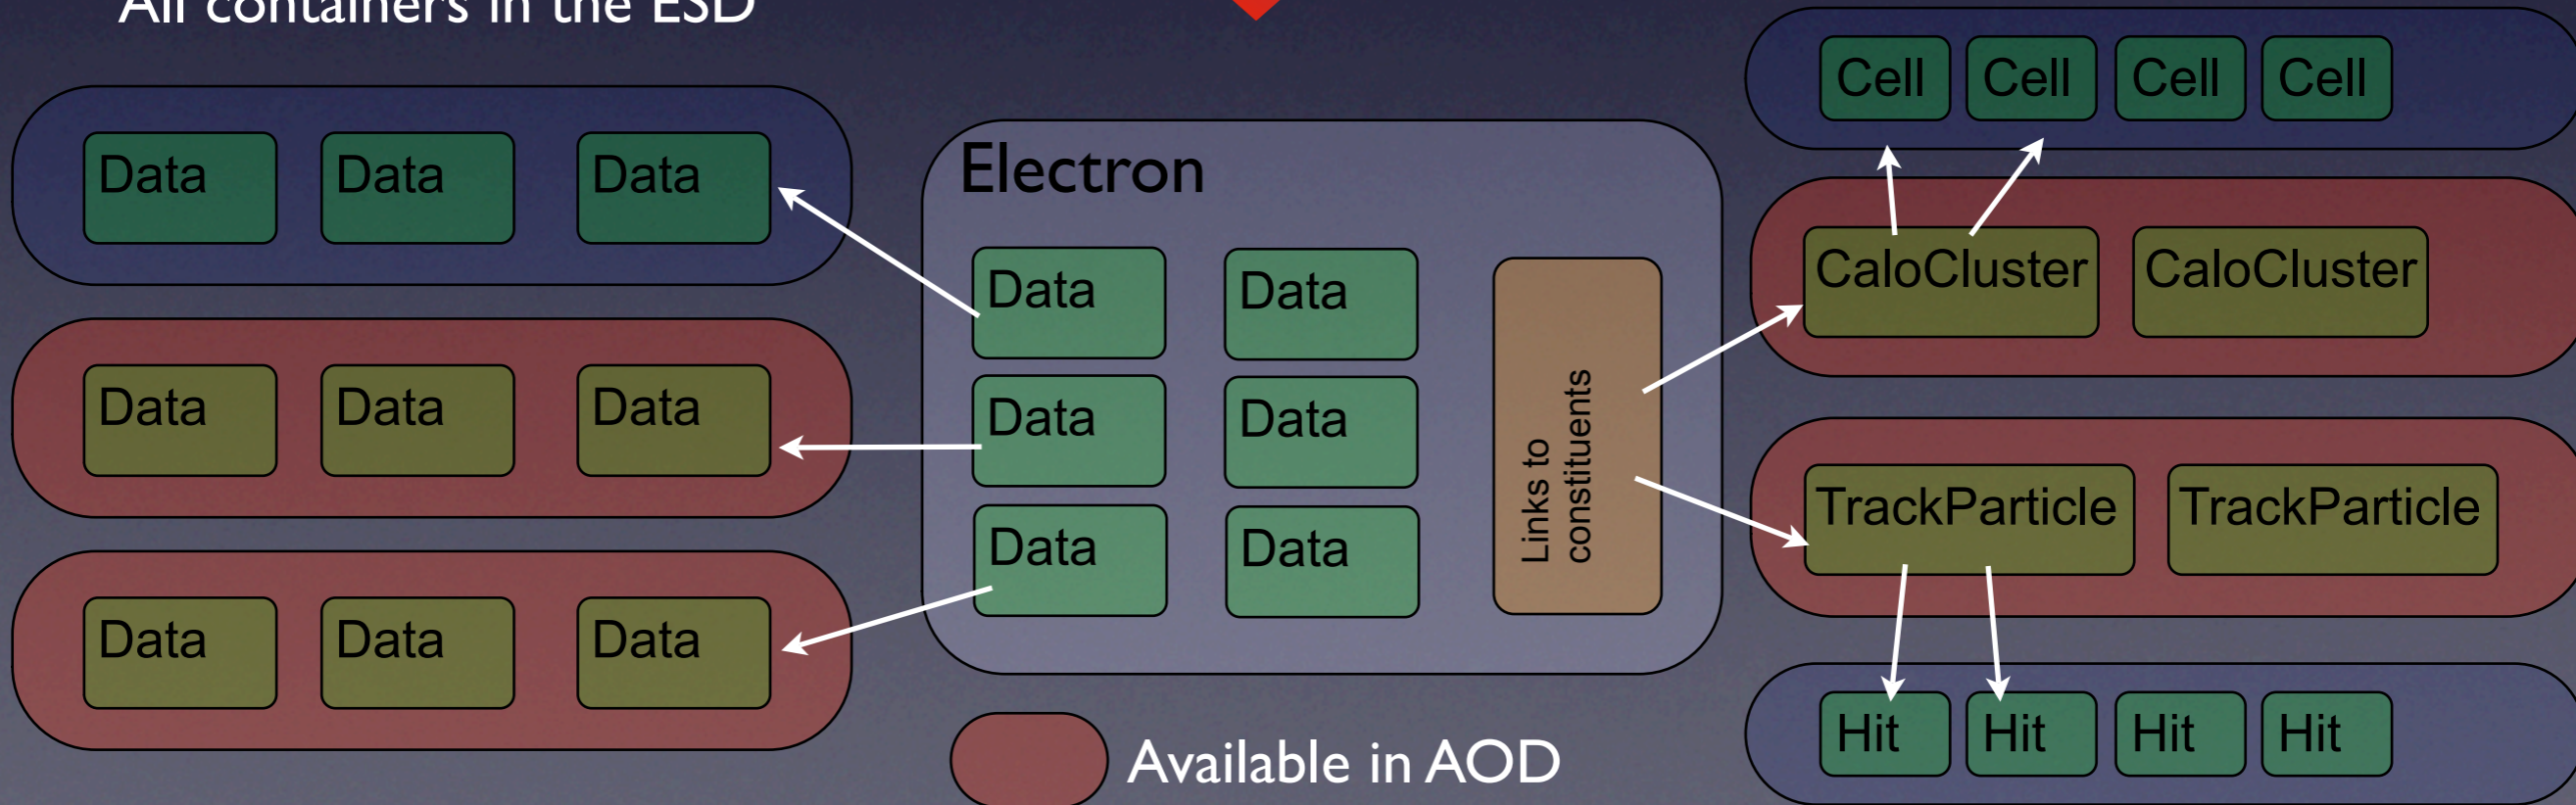 All containers in the ESD
Cell Cell Cell Cell
Data Data Data
Electron
Data Data
CaloCluster CaloCluster
Data Data Data
Data Data
Links to
constituents
TrackParticle TrackParticle
Data Data
Data Data Data
Hit Hit Hit Hit
Available in AOD